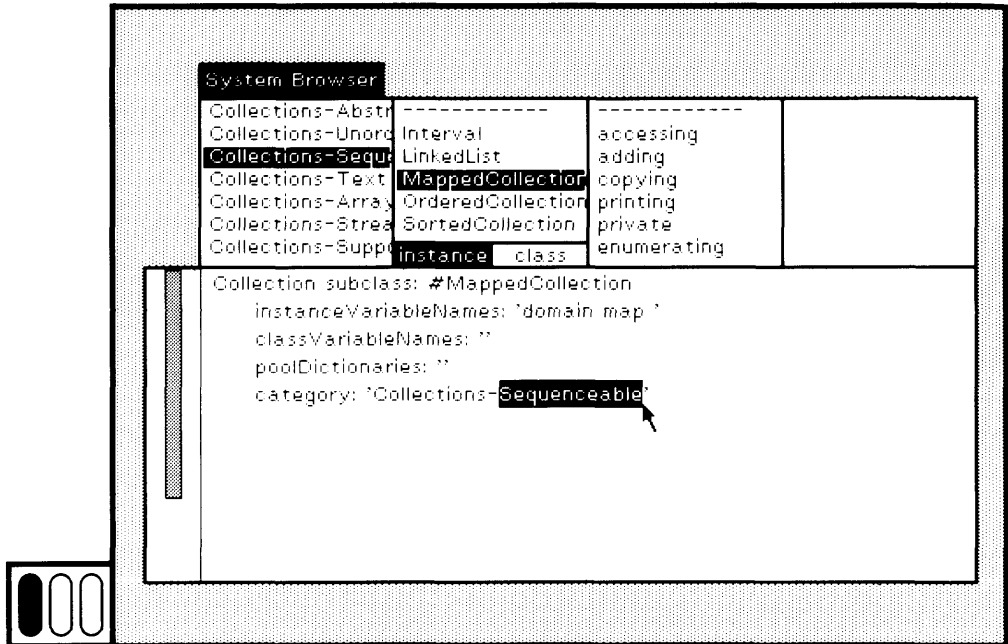 System Browser
Collections-Abstr
Collections-Unord
Collections-Seque
Collections-Text
Collections-Array
Collections-Strea
Collections-Suppo
------------
Interval
LinkedList
MappedCollection
OrderedCollection
SortedCollection
instance class
-------------
accessing
adding
copying
printing
private
enumerating
Collection subclass: #MappedCollection
instanceVariableNames: 'domain map '
classVariableNames: ''
poolDictionaries: ''
category: 'Collections-Sequenceable'